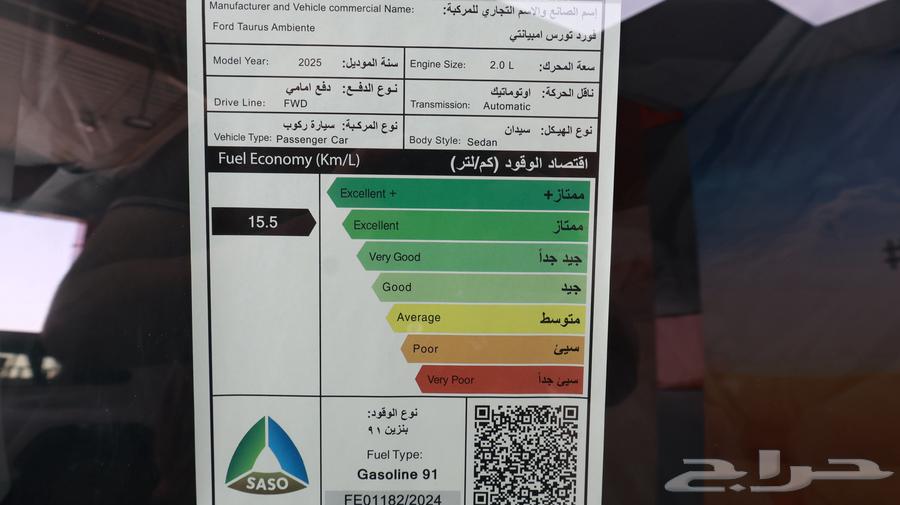 Manufacturer and Vehicle commercial Name: إسم الصانع والاسم التجاري للمركبة:
Ford Taurus Ambiente
فورد تورس امبيانتي
Model Year: 2025 سنة الموديل:
Engine Size: 2.0 L سعة المحرك:
نوع الدفع: دفع امامي
Drive Line: FWD
ناقل الحركة: اوتوماتيك
Transmission: Automatic
نوع المركبة: سيارة ركوب
Vehicle Type: Passenger Car
نوع الهيكل: سيدان
Body Style: Sedan
Fuel Economy (Km/L) اقتصاد الوقود (كم/لتر)
15.5
Excellent + ممتاز+
Excellent ممتاز
Very Good جيد جداً
Good جيد
Average متوسط
Poor سيئ
Very Poor سيئ جداً
SASO
نوع الوقود:
بنزين ٩١
Fuel Type:
Gasoline 91
FE01182/2024
حراج